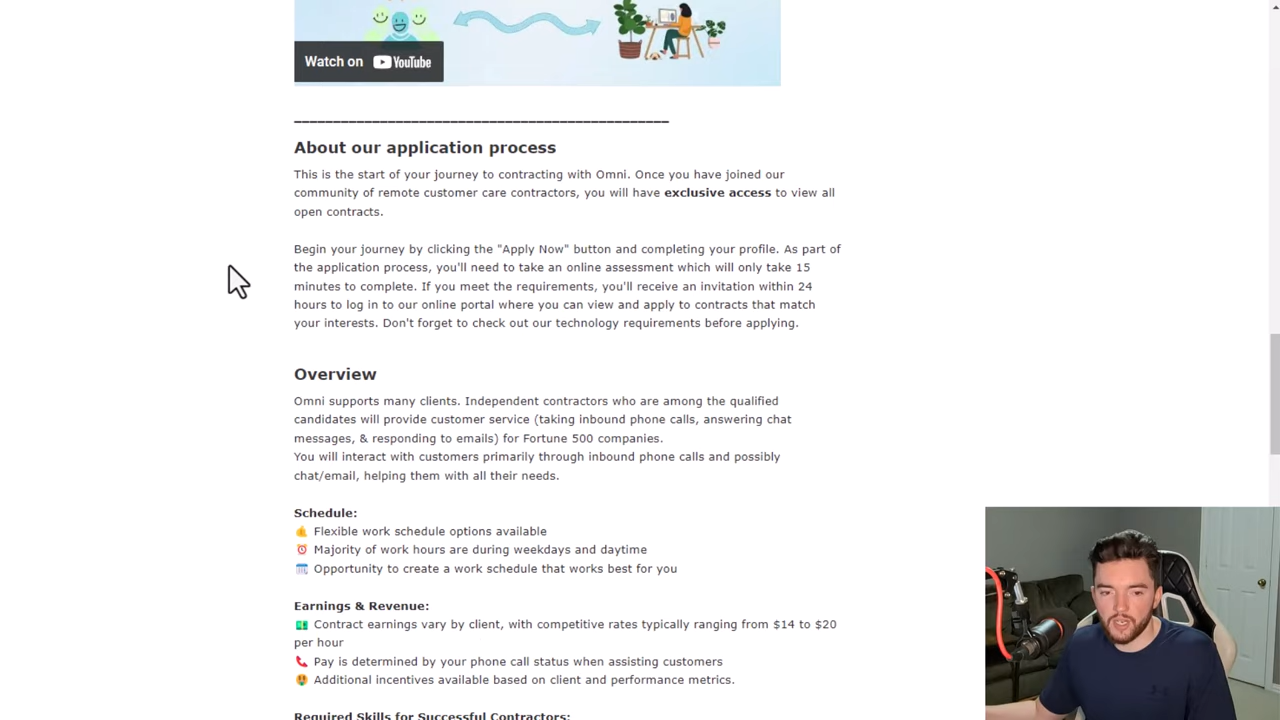 Watch on YouTube
________________________________________________
About our application process
This is the start of your journey to contracting with Omni. Once you have joined our
community of remote customer care contractors, you will have exclusive access to view all
open contracts.
Begin your journey by clicking the "Apply Now" button and completing your profile. As part of
the application process, you'll need to take an online assessment which will only take 15
minutes to complete. If you meet the requirements, you'll receive an invitation within 24
hours to log in to our online portal where you can view and apply to contracts that match
your interests. Don't forget to check out our technology requirements before applying.
Overview
Omni supports many clients. Independent contractors who are among the qualified
candidates will provide customer service (taking inbound phone calls, answering chat
messages, & responding to emails) for Fortune 500 companies.
You will interact with customers primarily through inbound phone calls and possibly
chat/email, helping them with all their needs.
Schedule:
👍 Flexible work schedule options available
⏰ Majority of work hours are during weekdays and daytime
🗓️ Opportunity to create a work schedule that works best for you
Earnings & Revenue:
💵 Contract earnings vary by client, with competitive rates typically ranging from $14 to $20
per hour
📞 Pay is determined by your phone call status when assisting customers
🤑 Additional incentives available based on client and performance metrics.
Required Skills for Successful Contractors: